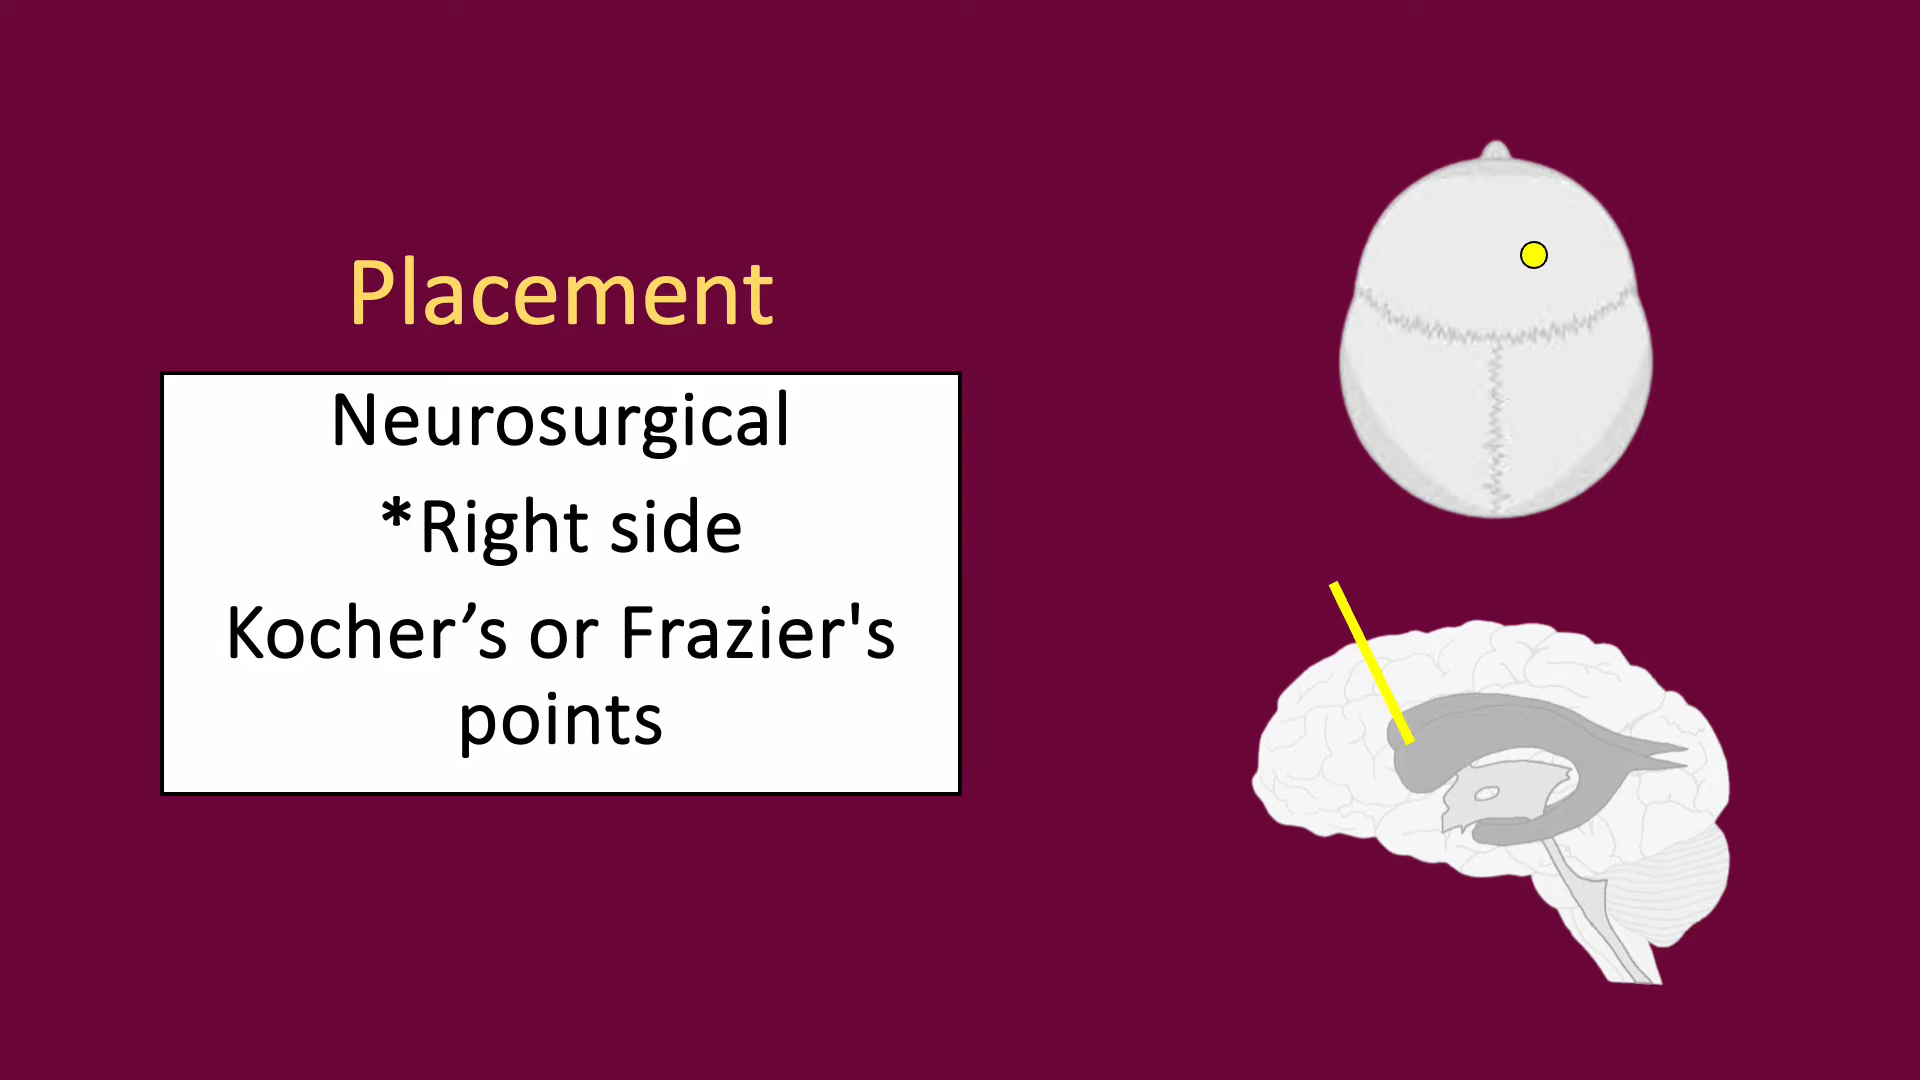 Placement
Neurosurgical
*Right side
Kocher’s or Frazier's
points